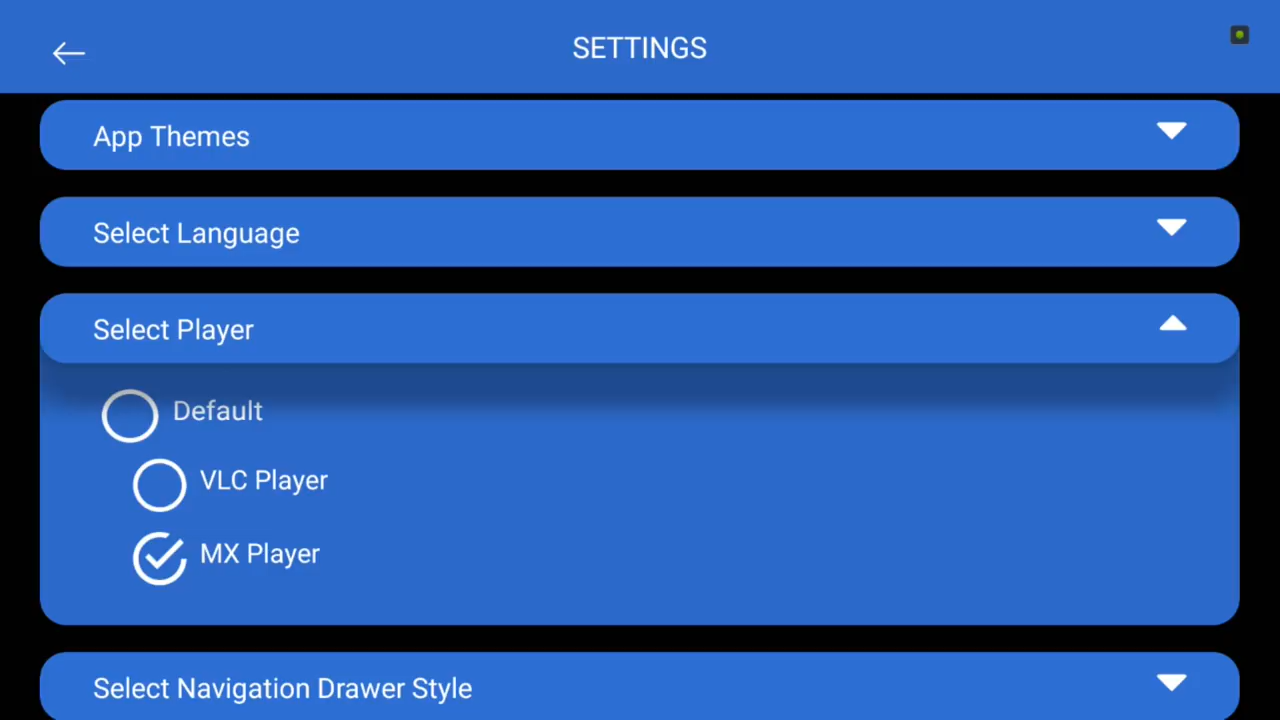 SETTINGS
App Themes
Select Language
Select Player
Default
VLC Player
MX Player
Select Navigation Drawer Style